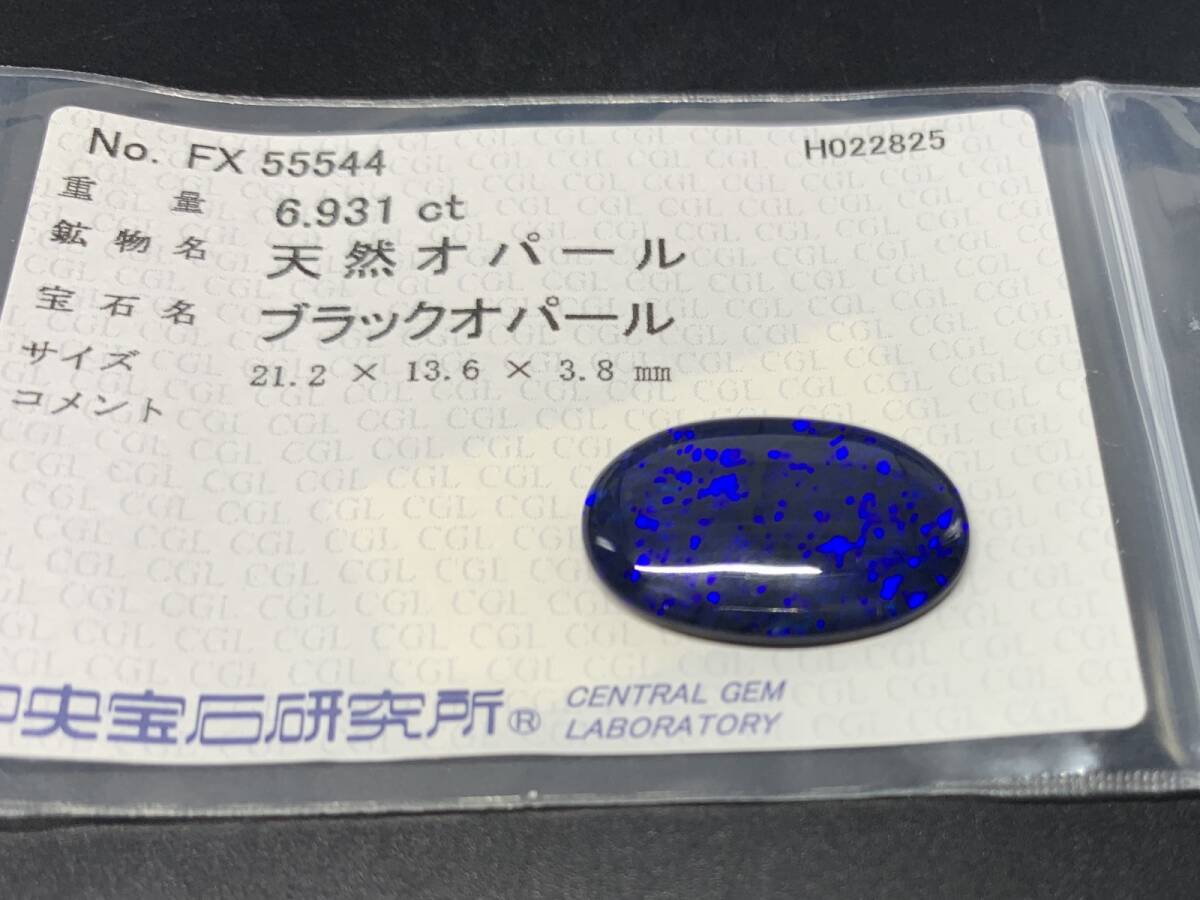 No. FX 55544
H022825
重量 6.931 ct
鉱物名 天然オパール
宝石名 ブラックオパール
サイズ 21.2 × 13.6 × 3.8 mm
コメント
中央宝石研究所®
CENTRAL GEM
LABORATORY